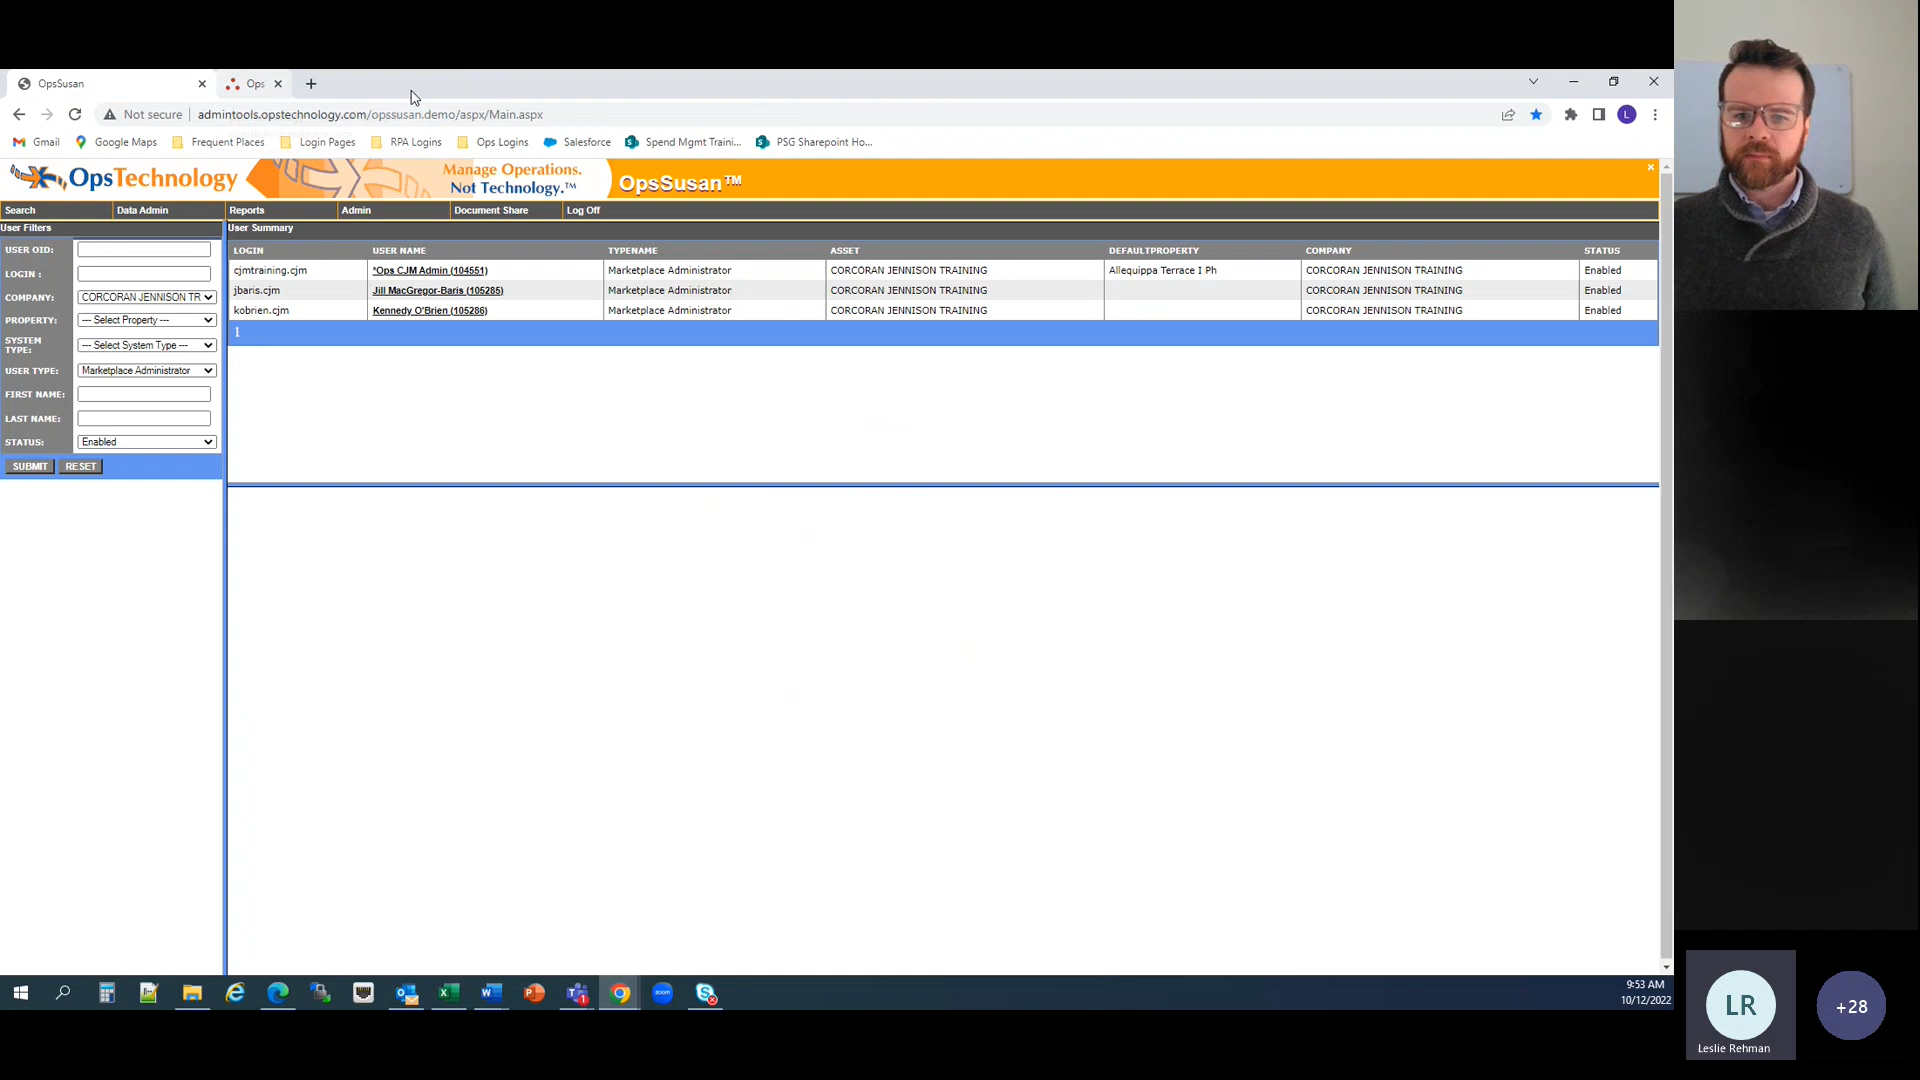 OpsSusan
Ops
Not secure
admintools.opstechnology.com/opssusan.demo/aspx/Main.aspx
L
Gmail
Google Maps
Frequent Places
Login Pages
RPA Logins
Ops Logins
Salesforce
Spend Mgmt Traini...
PSG Sharepoint Ho...
OpsTechnology
Manage Operations.
Not Technology.™
OpsSusan™
Search
Data Admin
Reports
Admin
Document Share
Log Off
User Filters
User Summary
USER OID:
LOGIN :
COMPANY: CORCORAN JENNISON TR
PROPERTY: --- Select Property ---
SYSTEM
TYPE: --- Select System Type ---
USER TYPE: Marketplace Administrator
FIRST NAME:
LAST NAME:
STATUS: Enabled
SUBMIT RESET
LOGIN USER NAME TYPENAME ASSET DEFAULTPROPERTY COMPANY STATUS
cjmtraining.cjm *Ops CJM Admin (104551) Marketplace Administrator CORCORAN JENNISON TRAINING Allequippa Terrace I Ph CORCORAN JENNISON TRAINING Enabled
jbaris.cjm Jill MacGregor-Baris (105285) Marketplace Administrator CORCORAN JENNISON TRAINING CORCORAN JENNISON TRAINING Enabled
kobrien.cjm Kennedy O'Brien (105286) Marketplace Administrator CORCORAN JENNISON TRAINING CORCORAN JENNISON TRAINING Enabled
1
zoom
1
9:53 AM
10/12/2022
LR
Leslie Rehman
+28